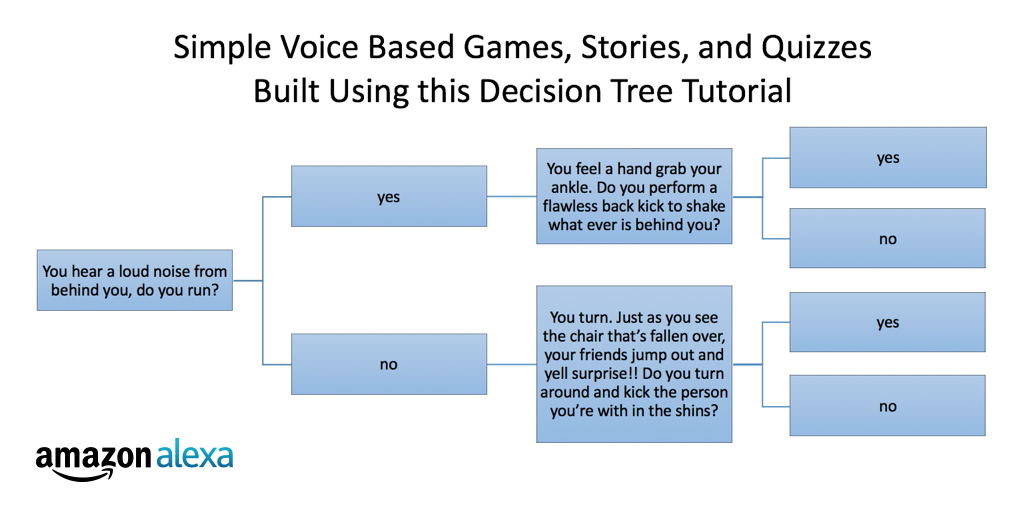 Simple Voice Based Games, Stories, and Quizzes
Built Using this Decision Tree Tutorial
You hear a loud noise from
behind you, do you run?
yes
You feel a hand grab your
ankle. Do you perform a
flawless back kick to shake
what ever is behind you?
yes
no
no
You turn. Just as you see
the chair that’s fallen over,
your friends jump out and
yell surprise!! Do you turn
around and kick the person
you’re with in the shins?
yes
no
amazon alexa